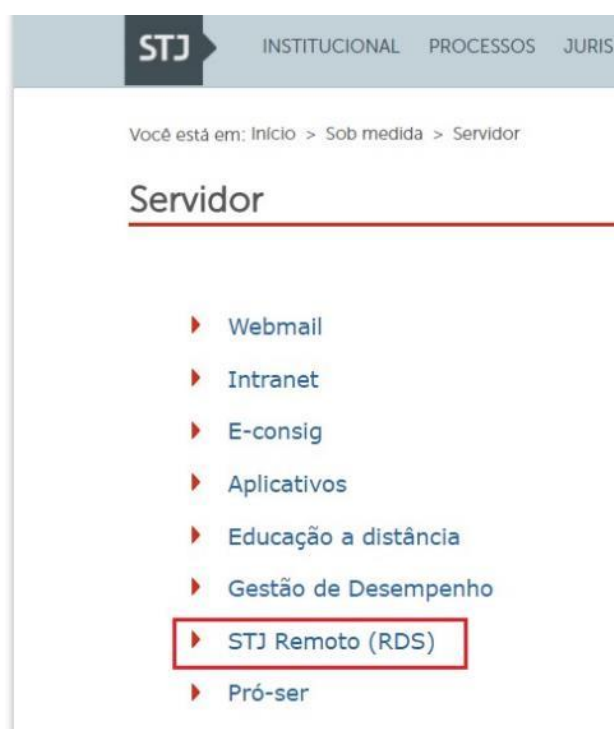 STJ INSTITUCIONAL PROCESSOS JURIS
Você está em: Início > Sob medida > Servidor
Servidor
Webmail
Intranet
E-consig
Aplicativos
Educação a distância
Gestão de Desempenho
STJ Remoto (RDS)
Pró-ser